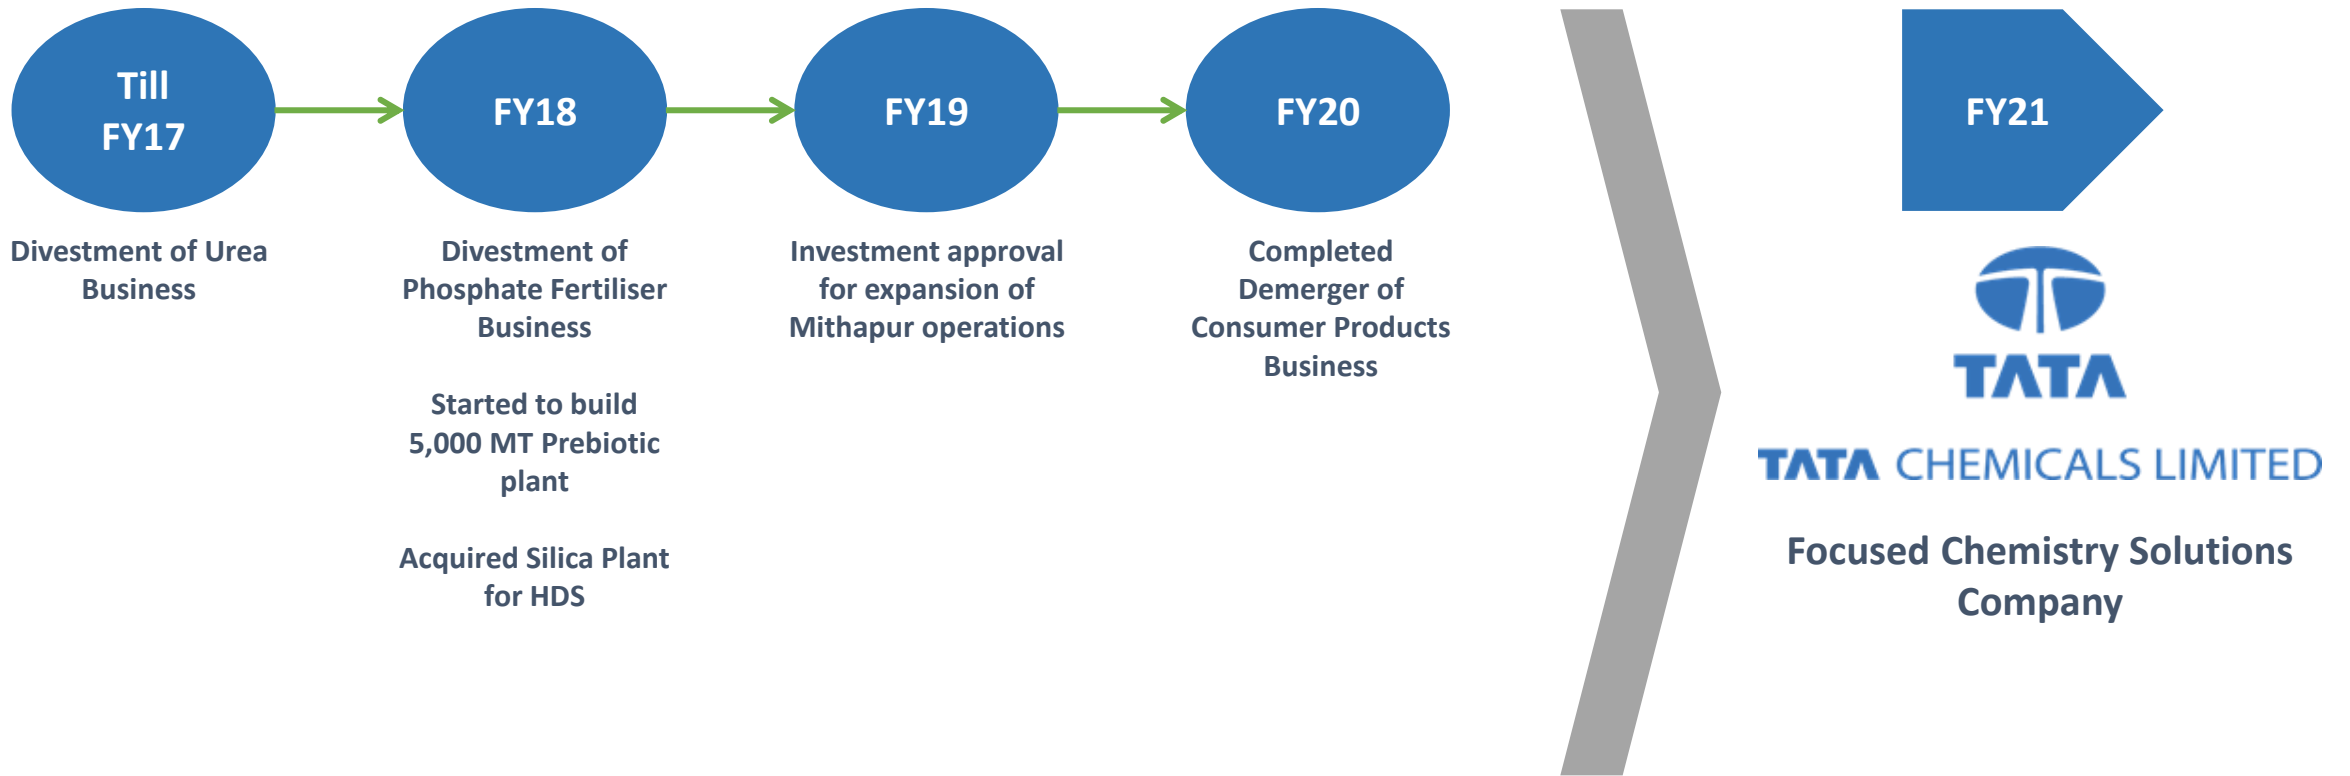 Till
FY17
Divestment of Urea
Business
FY18
Divestment of
Phosphate Fertiliser
Business
Started to build
5,000 MT Prebiotic
plant
Acquired Silica Plant
for HDS
FY19
Investment approval
for expansion of
Mithapur operations
FY20
Completed
Demerger of
Consumer Products
Business
FY21
TATA
TATA CHEMICALS LIMITED
Focused Chemistry Solutions
Company